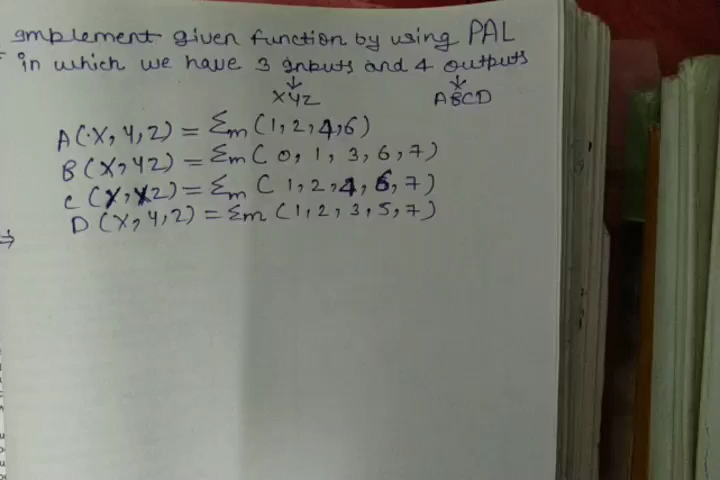 Implement given function by using PAL
in which we have 3 Inputs and 4 outputs
↓ ↓
XYZ ABCD
A(X, Y, Z) = Σm (1, 2, 4, 6)
B(X, YZ) = Σm ( 0, 1, 3, 6, 7)
C (X, YZ) = Σm ( 1, 2, 4, 6, 7)
D (X, Y, Z) = Σm (1, 2, 3, 5, 7)
⇒